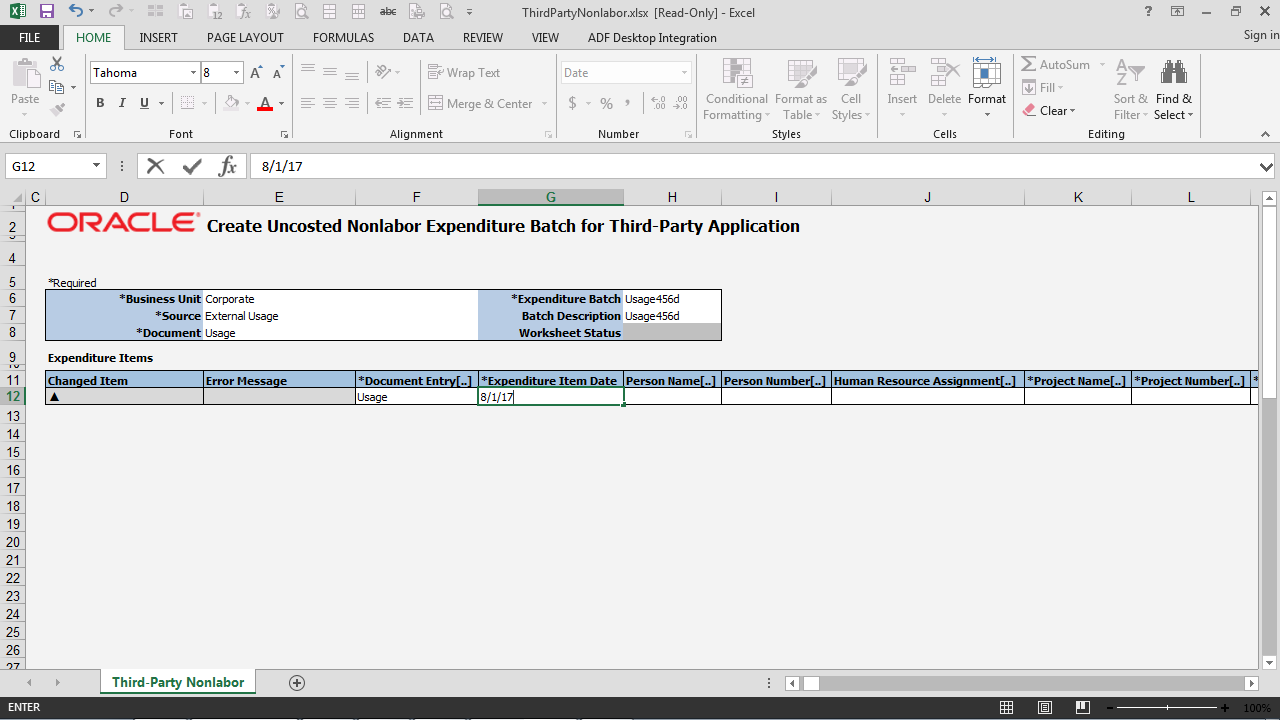 ThirdPartyNonlabor.xlsx [Read-Only] - Excel
FILE HOME INSERT PAGE LAYOUT FORMULAS DATA REVIEW VIEW ADF Desktop Integration Sign in
Tahoma 8 Wrap Text Date AutoSum
Paste Conditional Formatting Format as Table Cell Styles Insert Delete Format Fill Sort & Filter Find & Select
B I U A Merge & Center $ % , Clear
Clipboard Font Alignment Number Styles Cells Editing
G12 fx 8/1/17
C D E F G H I J K L
2 ORACLE Create Uncosted Nonlabor Expenditure Batch for Third-Party Application
4
5 *Required
6 *Business Unit Corporate *Expenditure Batch Usage456d
7 *Source External Usage Batch Description Usage456d
8 *Document Usage Worksheet Status
9 Expenditure Items
11 Changed Item Error Message *Document Entry[..] *Expenditure Item Date Person Name[..] Person Number[..] Human Resource Assignment[..] *Project Name[..] *Project Number[..] *
12 ▲ Usage 8/1/17
13
14
15
16
17
18
19
20
21
22
23
24
25
26
27
Third-Party Nonlabor
ENTER 100%